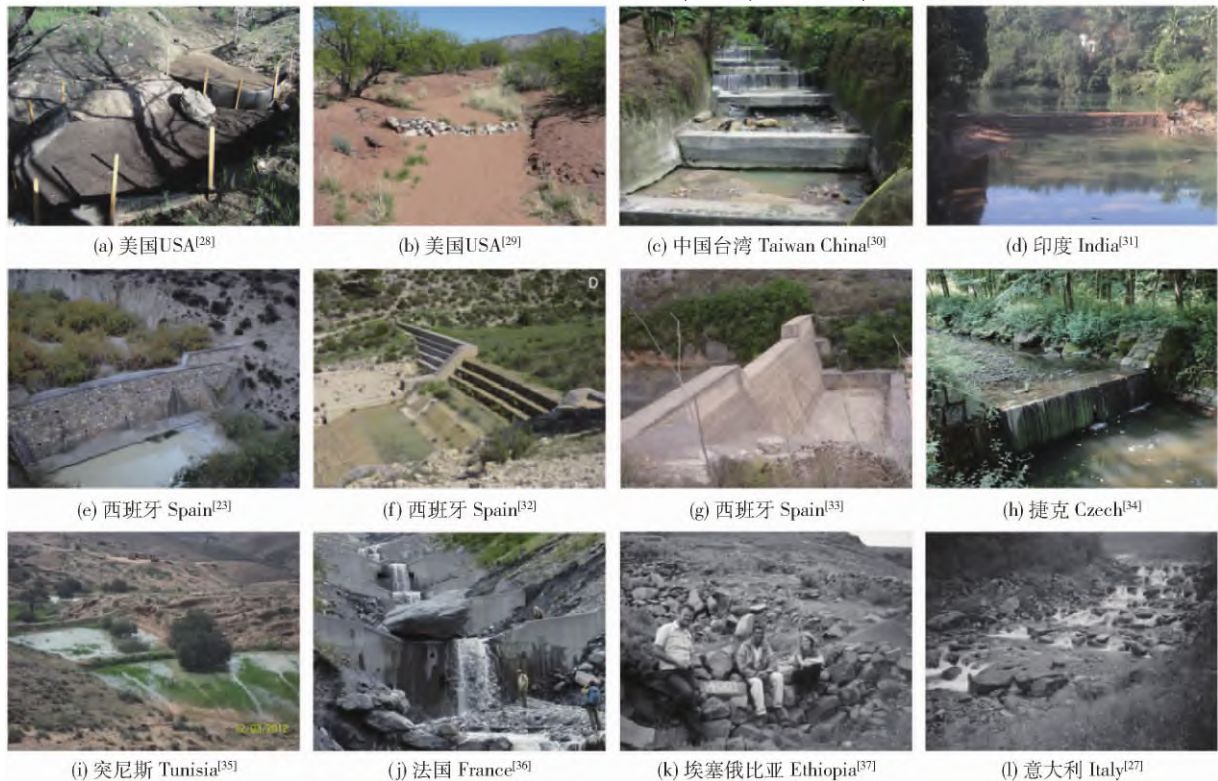 (a) 美国USA[28]
(b) 美国USA[29]
(c) 中国台湾 Taiwan China[30]
(d) 印度 India[31]
D
(e) 西班牙 Spain[23]
(f) 西班牙 Spain[32]
(g) 西班牙 Spain[33]
(h) 捷克 Czech[34]
12/03/2012
(i) 突尼斯 Tunisia[35]
(j) 法国 France[36]
(k) 埃塞俄比亚 Ethiopia[37]
(l) 意大利 Italy[27]